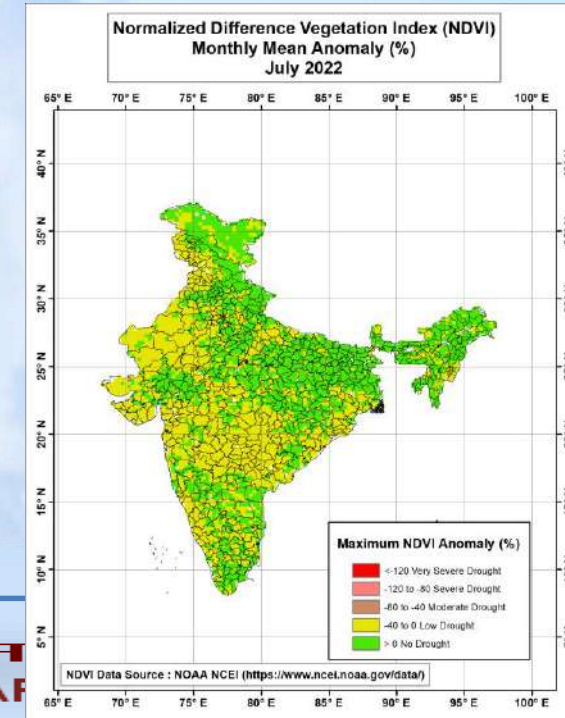 Normalized Difference Vegetation Index (NDVI)
Monthly Mean Anomaly (%)
July 2022
65° E 70° E 75° E 80° E 85° E 90° E 95° E 100° E
40° N
35° N
30° N
25° N
20° N
15° N
10° N
5° N
Maximum NDVI Anomaly (%)
<-120 Very Severe Drought
-120 to -80 Severe Drought
-80 to -40 Moderate Drought
-40 to 0 Low Drought
> 0 No Drought
NDVI Data Source : NOAA NCEI (https://www.ncei.noaa.gov/data/)
65° E 70° E 75° E 80° E 85° E 90° E 95° E 100° E